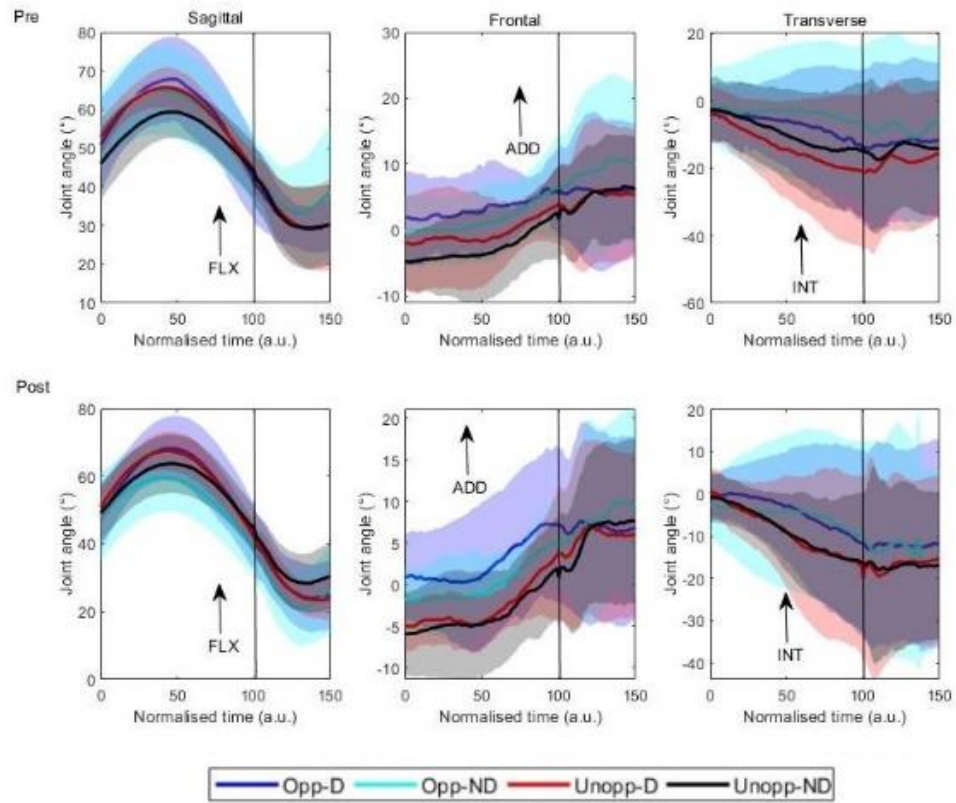 Pre
Sagittal
Frontal
Transverse
Joint angle (°)
80
70
60
50
40
30
20
10
FLX
0 50 100 150
Normalised time (a.u.)
Joint angle (°)
30
20
10
0
-10
ADD
0 50 100 150
Normalised time (a.u.)
Joint angle (°)
20
0
-20
-40
-60
INT
0 50 100 150
Normalised time (a.u.)
Post
Joint angle (°)
80
60
40
20
0
FLX
0 50 100 150
Normalised time (a.u.)
Joint angle (°)
20
15
10
5
0
-5
-10
ADD
0 50 100 150
Normalised time (a.u.)
Joint angle (°)
20
10
0
-10
-20
-30
-40
INT
0 50 100 150
Normalised time (a.u.)
Opp-D Opp-ND Unopp-D Unopp-ND